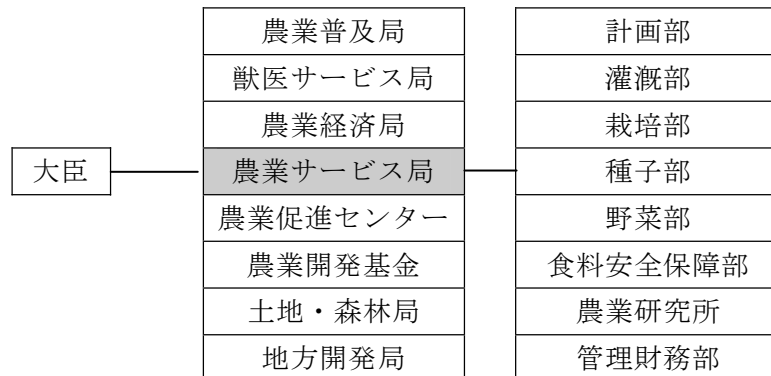 大臣
農業普及局
獣医サービス局
農業経済局
農業サービス局
農業促進センター
農業開発基金
土地・森林局
地方開発局
計画部
灌漑部
栽培部
種子部
野菜部
食料安全保障部
農業研究所
管理財務部